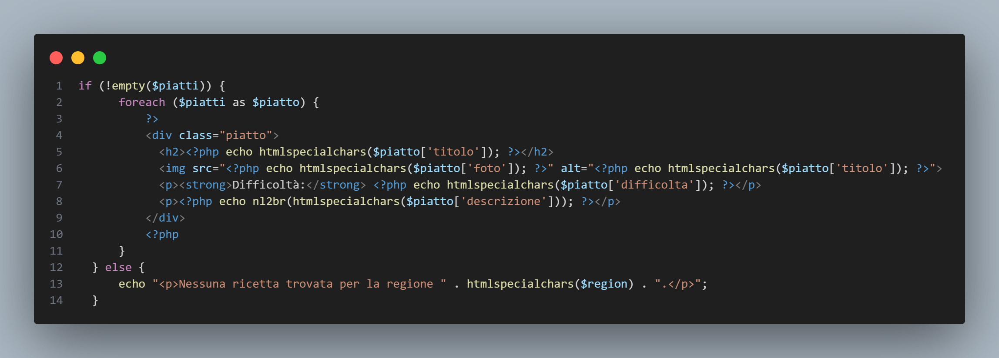 1 if (!empty($piatti)) {
2 foreach ($piatti as $piatto) {
3 ?>
4 <div class="piatto">
5 <h2><?php echo htmlspecialchars($piatto['titolo']); ?></h2>
6 <img src="<?php echo htmlspecialchars($piatto['foto']); ?>" alt="<?php echo htmlspecialchars($piatto['titolo']); ?>">
7 <p><strong>Difficoltà:</strong> <?php echo htmlspecialchars($piatto['difficolta']); ?></p>
8 <p><?php echo nl2br(htmlspecialchars($piatto['descrizione'])); ?></p>
9 </div>
10 <?php
11 }
12 } else {
13 echo "<p>Nessuna ricetta trovata per la regione " . htmlspecialchars($region) . ".</p>";
14 }